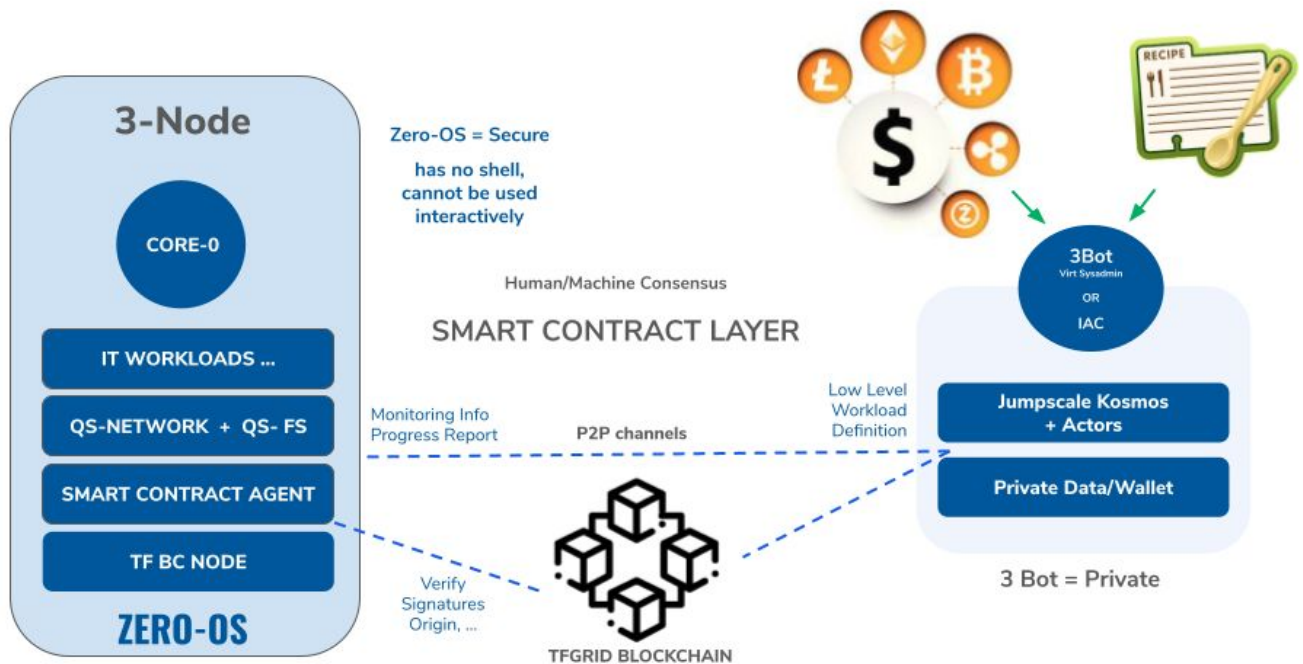 3-Node
CORE-0
IT WORKLOADS ...
QS-NETWORK + QS- FS
SMART CONTRACT AGENT
TF BC NODE
ZERO-OS
Zero-OS = Secure
has no shell,
cannot be used
interactively
Human/Machine Consensus
SMART CONTRACT LAYER
Monitoring Info
Progress Report
P2P channels
Low Level
Workload
Definition
Verify
Signatures
Origin, ...
TFGRID BLOCKCHAIN
$
RECIPE
3Bot
Virt Sysadmin
OR
IAC
Jumpscale Kosmos
+ Actors
Private Data/Wallet
3 Bot = Private